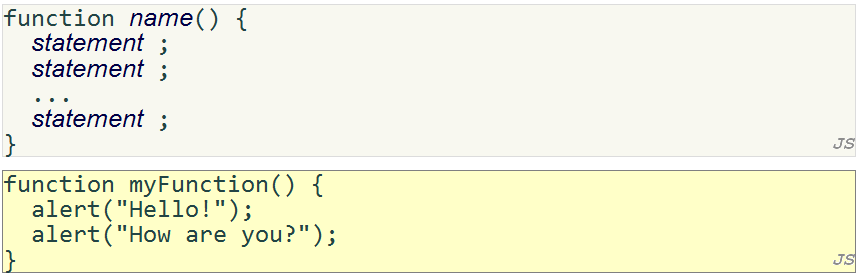 function name() {
  statement ;
  statement ;
  ...
  statement ;
}
JS
function myFunction() {
  alert("Hello!");
  alert("How are you?");
}
JS